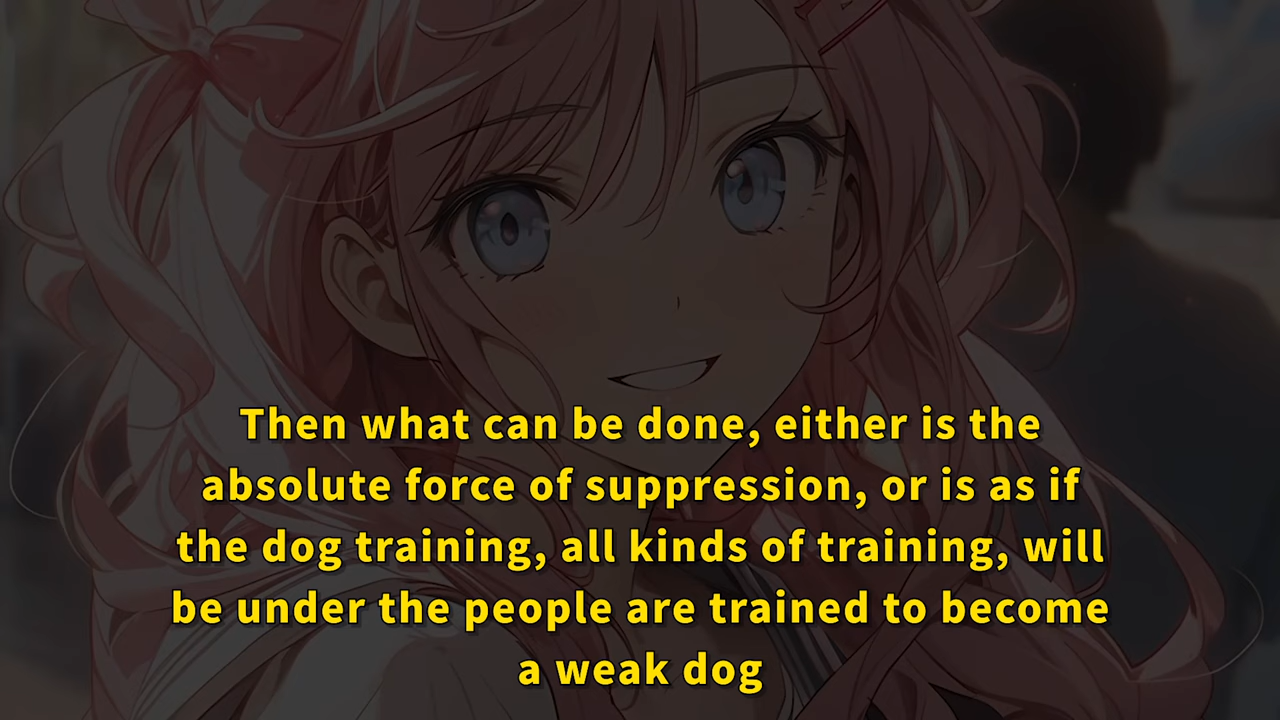 Then what can be done, either is the
absolute force of suppression, or is as if
the dog training, all kinds of training, will
be under the people are trained to become
a weak dog